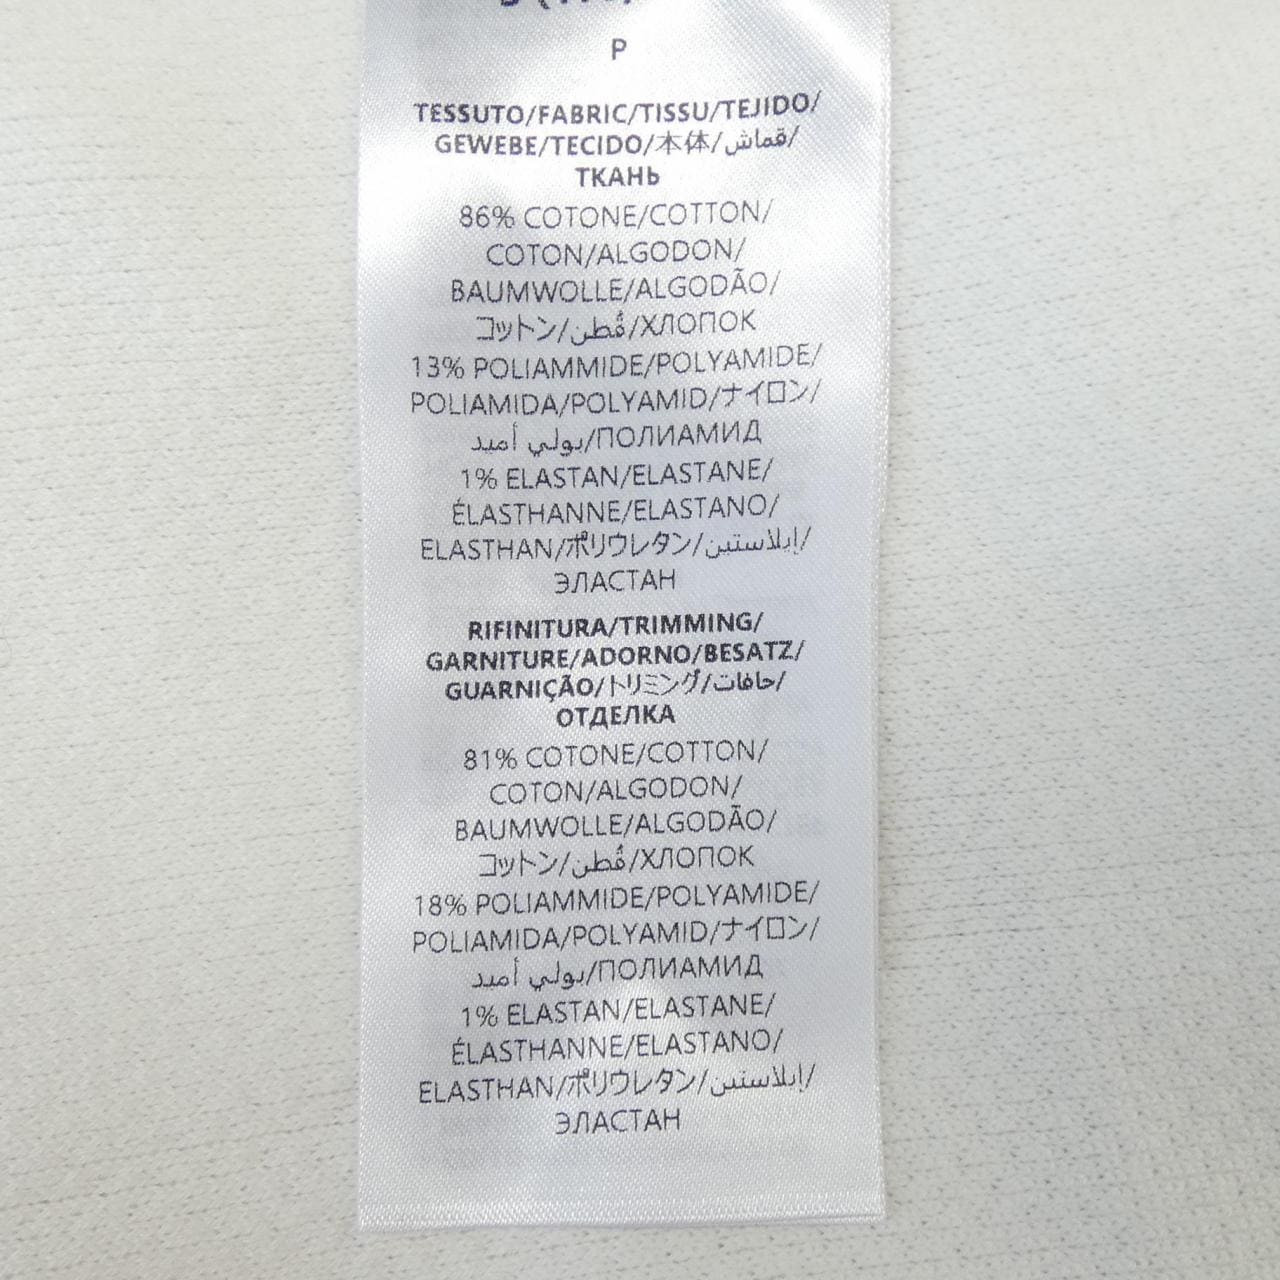 P
TESSUTO/FABRIC/TISSU/TEJIDO/
GEWEBE/TECIDO/本体/قماش/
ТКАНЬ
86% COTONE/COTTON/
COTON/ALGODON/
BAUMWOLLE/ALGODÃO/
コットン/قُطن/ХЛОПОК
13% POLIAMMIDE/POLYAMIDE/
POLIAMIDA/POLYAMID/ナイロン/
بولي أميد/ПОЛИАМИД
1% ELASTAN/ELASTANE/
ÉLASTHANNE/ELASTANO/
ELASTHAN/ポリウレタン/إيلاستين/
ЭЛАСТАН
RIFINITURA/TRIMMING/
GARNITURE/ADORNO/BESATZ/
GUARNIÇÃO/トリミング/حافات/
ОТДЕЛКА
81% COTONE/COTTON/
COTON/ALGODON/
BAUMWOLLE/ALGODÃO/
コットン/قُطن/ХЛОПОК
18% POLIAMMIDE/POLYAMIDE/
POLIAMIDA/POLYAMID/ナイロン/
بولي أميد/ПОЛИАМИД
1% ELASTAN/ELASTANE/
ÉLASTHANNE/ELASTANO/
ELASTHAN/ポリウレタン/إيلاستين/
ЭЛАСТАН